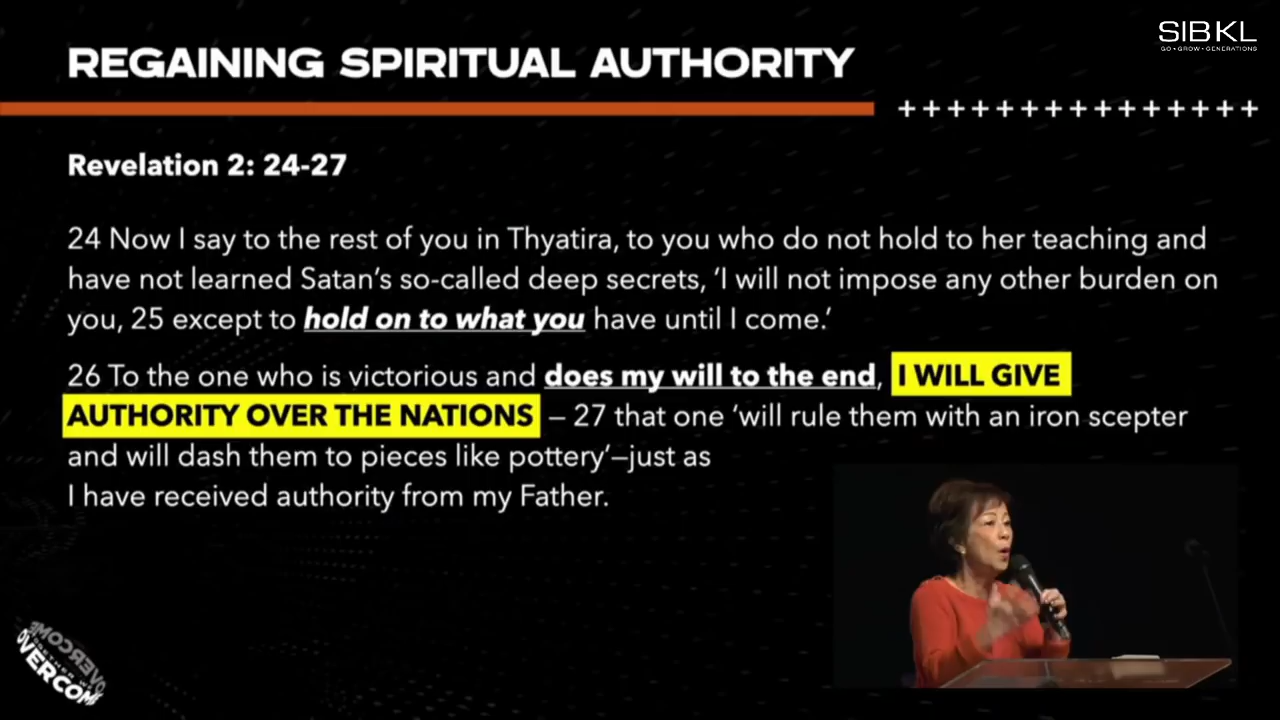 SIBKL
GO • GROW • GENERATIONS
REGAINING SPIRITUAL AUTHORITY
+++++++++++++++
Revelation 2: 24-27
24 Now I say to the rest of you in Thyatira, to you who do not hold to her teaching and
have not learned Satan’s so-called deep secrets, ‘I will not impose any other burden on
you, 25 except to hold on to what you have until I come.’
26 To the one who is victorious and does my will to the end, I WILL GIVE
AUTHORITY OVER THE NATIONS – 27 that one ‘will rule them with an iron scepter
and will dash them to pieces like pottery’—just as
I have received authority from my Father.
OVERCOME